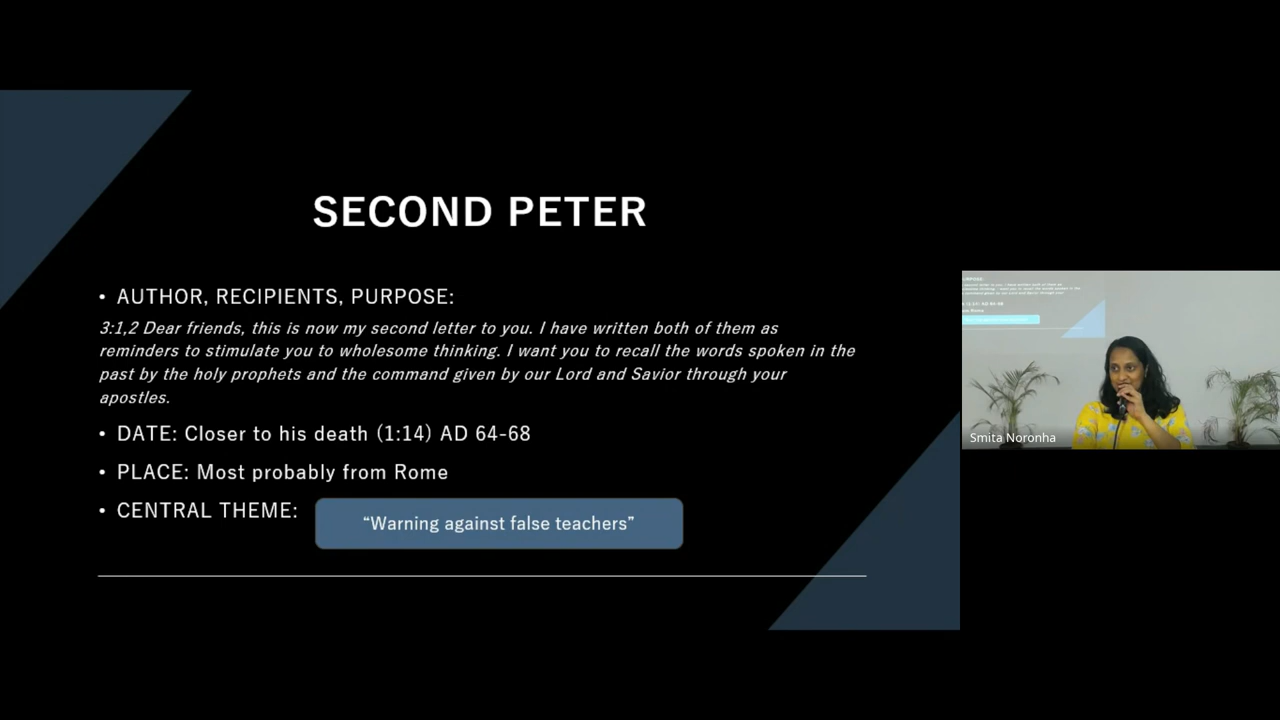 SECOND PETER
• AUTHOR, RECIPIENTS, PURPOSE:
3:1,2 Dear friends, this is now my second letter to you. I have written both of them as
reminders to stimulate you to wholesome thinking. I want you to recall the words spoken in the
past by the holy prophets and the command given by our Lord and Savior through your
apostles.
• DATE: Closer to his death (1:14) AD 64-68
• PLACE: Most probably from Rome
• CENTRAL THEME:
“Warning against false teachers”
Smita Noronha